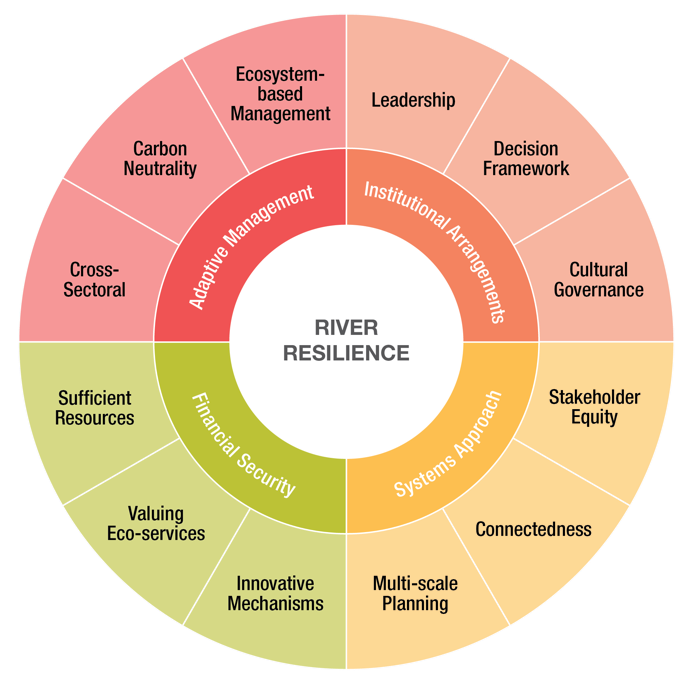 Ecosystem-
based
Management
Leadership
Decision
Framework
Cultural
Governance
Stakeholder
Equity
Connectedness
Multi-scale
Planning
Innovative
Mechanisms
Valuing
Eco-services
Sufficient
Resources
Cross-
Sectoral
Carbon
Neutrality
Adaptive Management
Institutional Arrangements
Systems Approach
Financial Security
RIVER
RESILIENCE